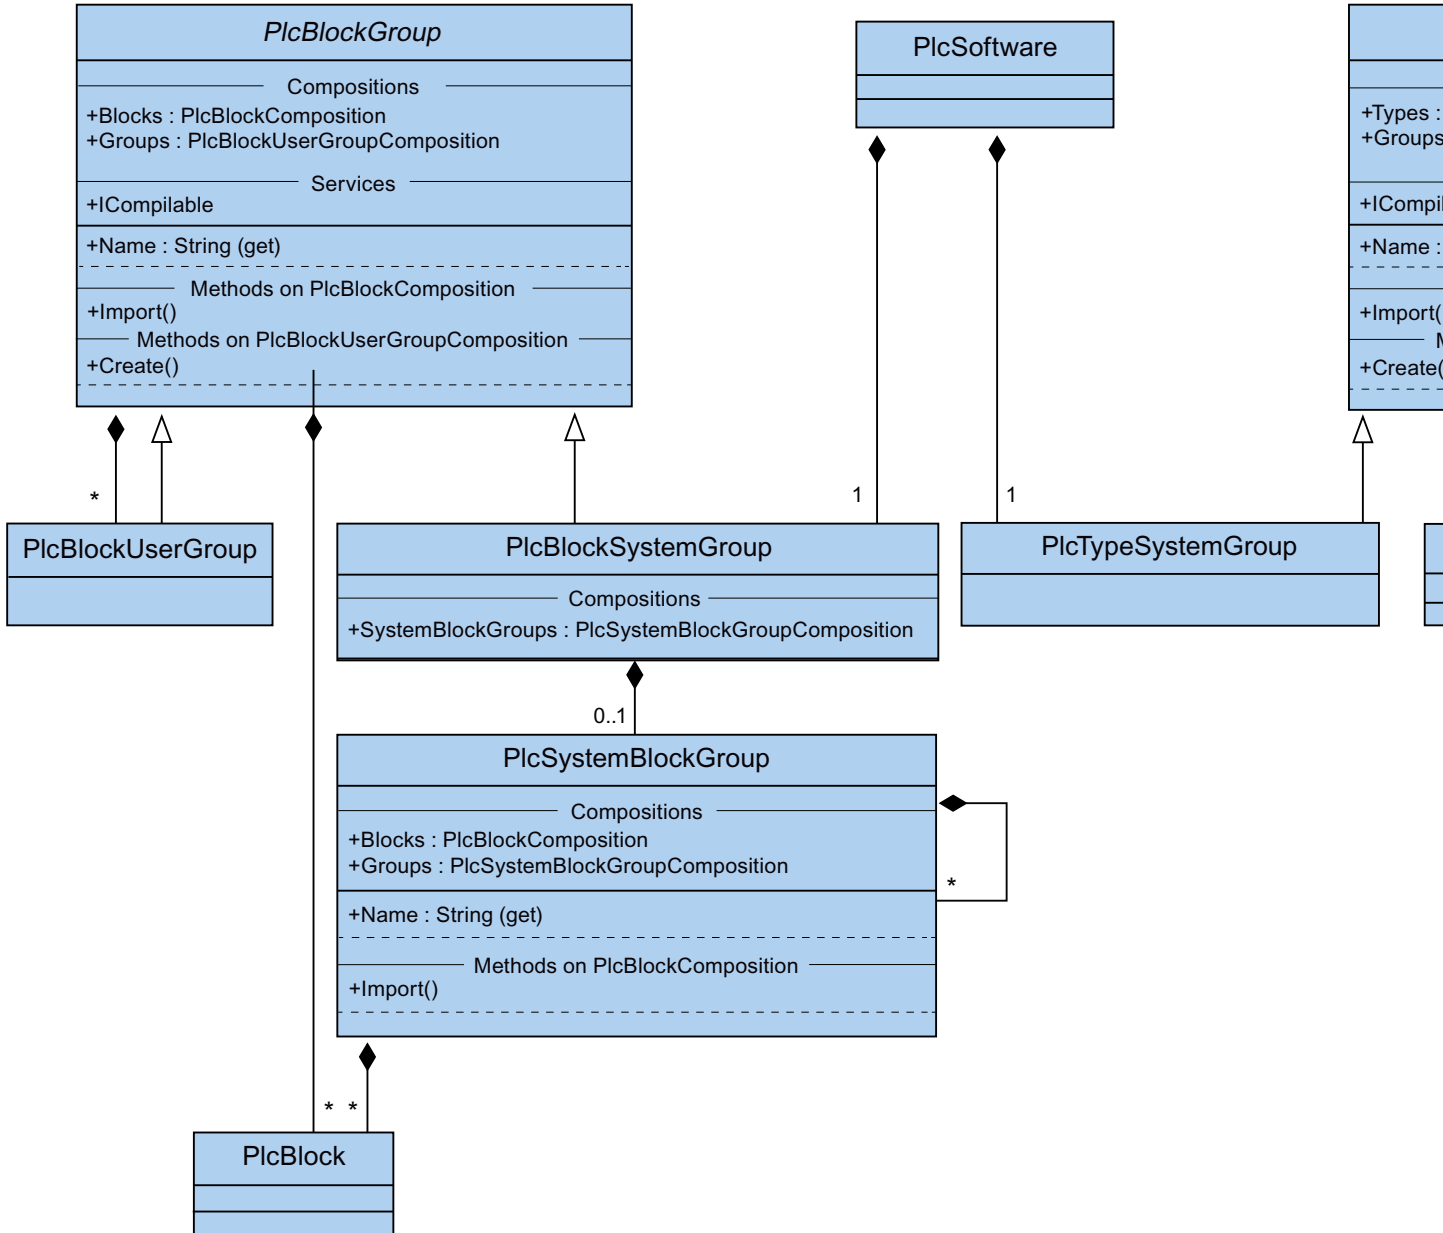 PlcBlockGroup
Compositions
+Blocks : PlcBlockComposition
+Groups : PlcBlockUserGroupComposition
Services
+ICompilable
+Name : String (get)
Methods on PlcBlockComposition
+Import()
Methods on PlcBlockUserGroupComposition
+Create()
PlcSoftware
+Types :
+Groups
+Name :
+Import(
+Create(
*
1
1
PlcBlockUserGroup
PlcBlockSystemGroup
Compositions
+SystemBlockGroups : PlcSystemBlockGroupComposition
PlcTypeSystemGroup
0..1
PlcSystemBlockGroup
Compositions
+Blocks : PlcBlockComposition
+Groups : PlcSystemBlockGroupComposition
*
+Name : String (get)
Methods on PlcBlockComposition
+Import()
* *
PlcBlock